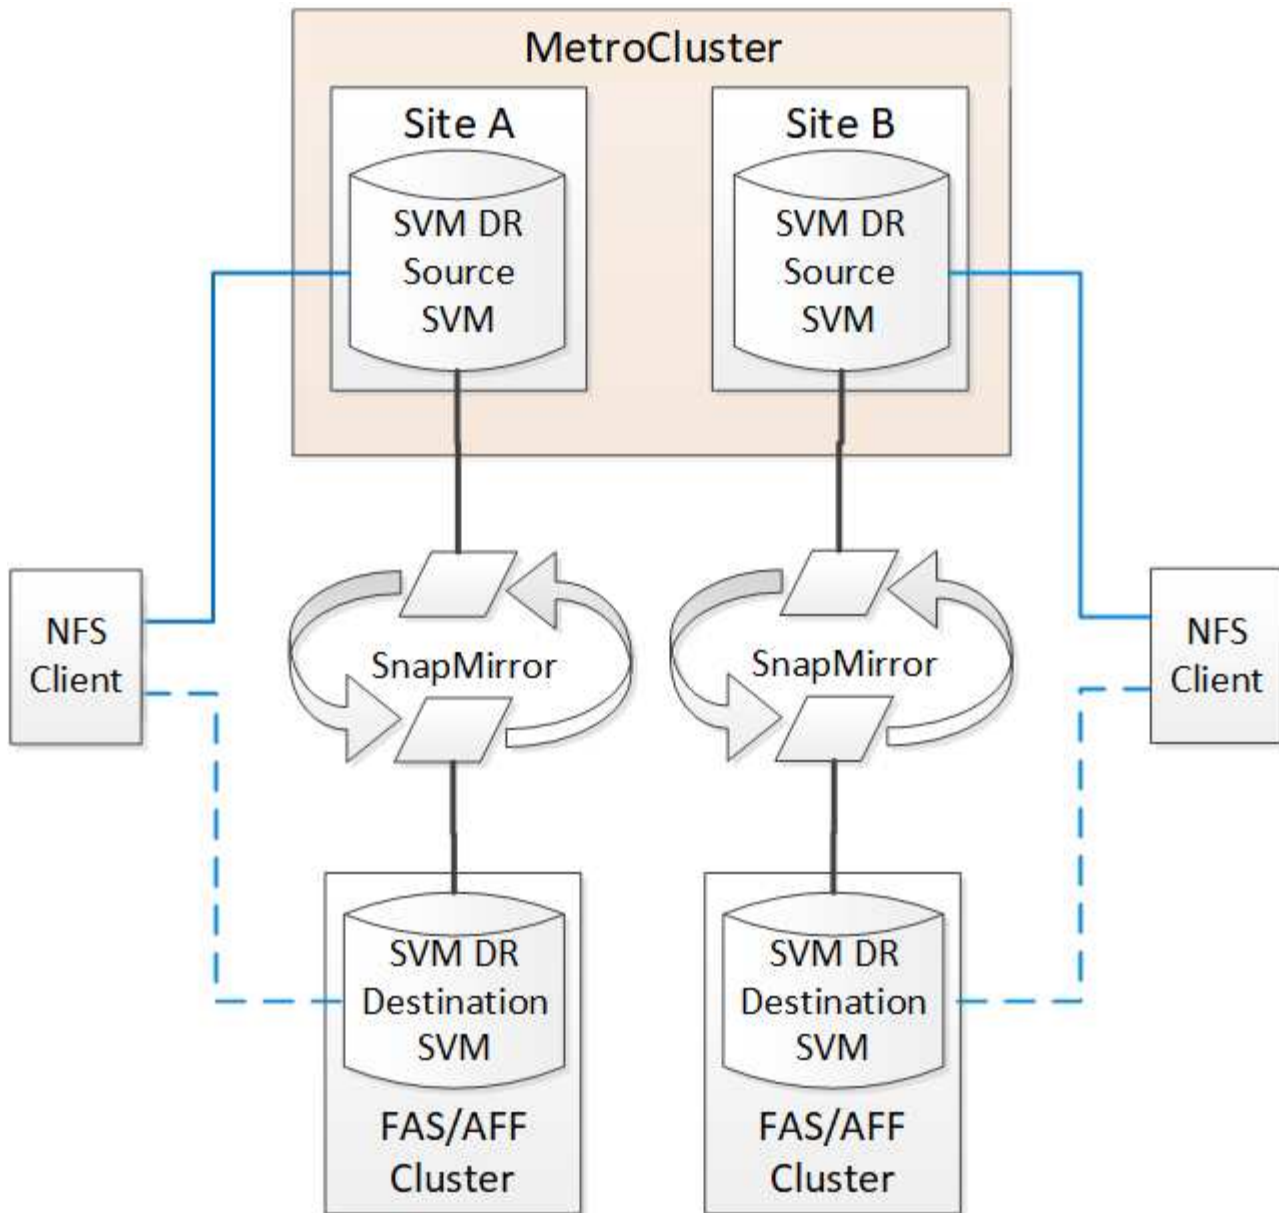 MetroCluster
Site A
SVM DR
Source
SVM
Site B
SVM DR
Source
SVM
NFS
Client
SnapMirror
SnapMirror
NFS
Client
SVM DR
Destination
SVM
FAS/AFF
Cluster
SVM DR
Destination
SVM
FAS/AFF
Cluster